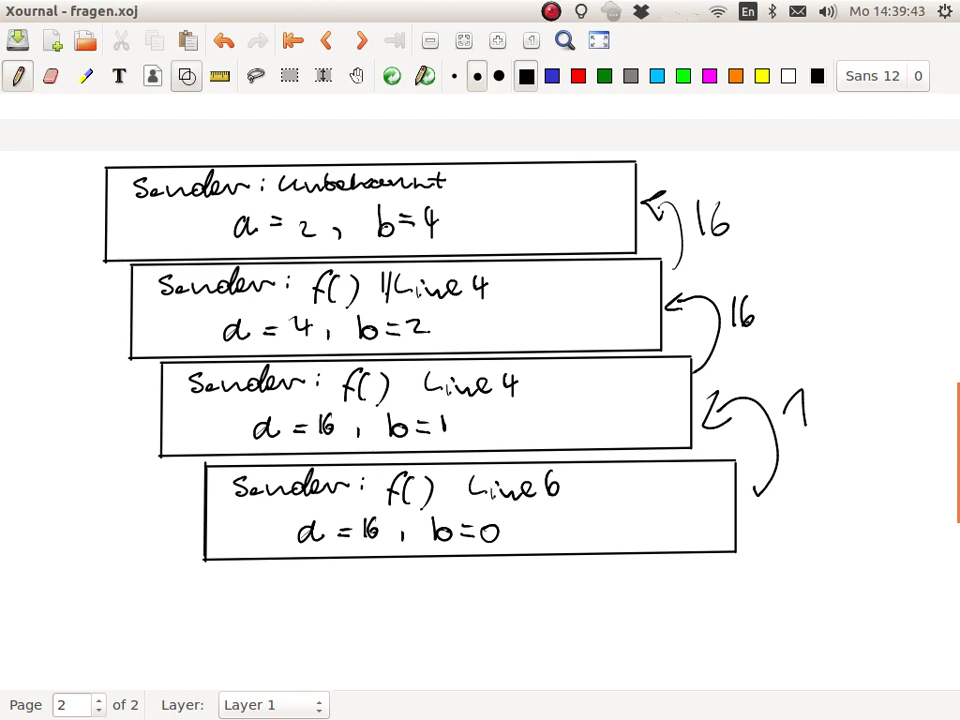 Xournal - fragen.xoj
En
Mo 14:39:43
T
Sans 12
0
Sender: unbekannt
a = 2, b = 4
16
Sender: f() //Line 4
a = 4, b = 2
16
Sender: f() Line 4
a = 16, b = 1
1
Sender: f() Line 6
a = 16, b = 0
Page 2 of 2 Layer: Layer 1